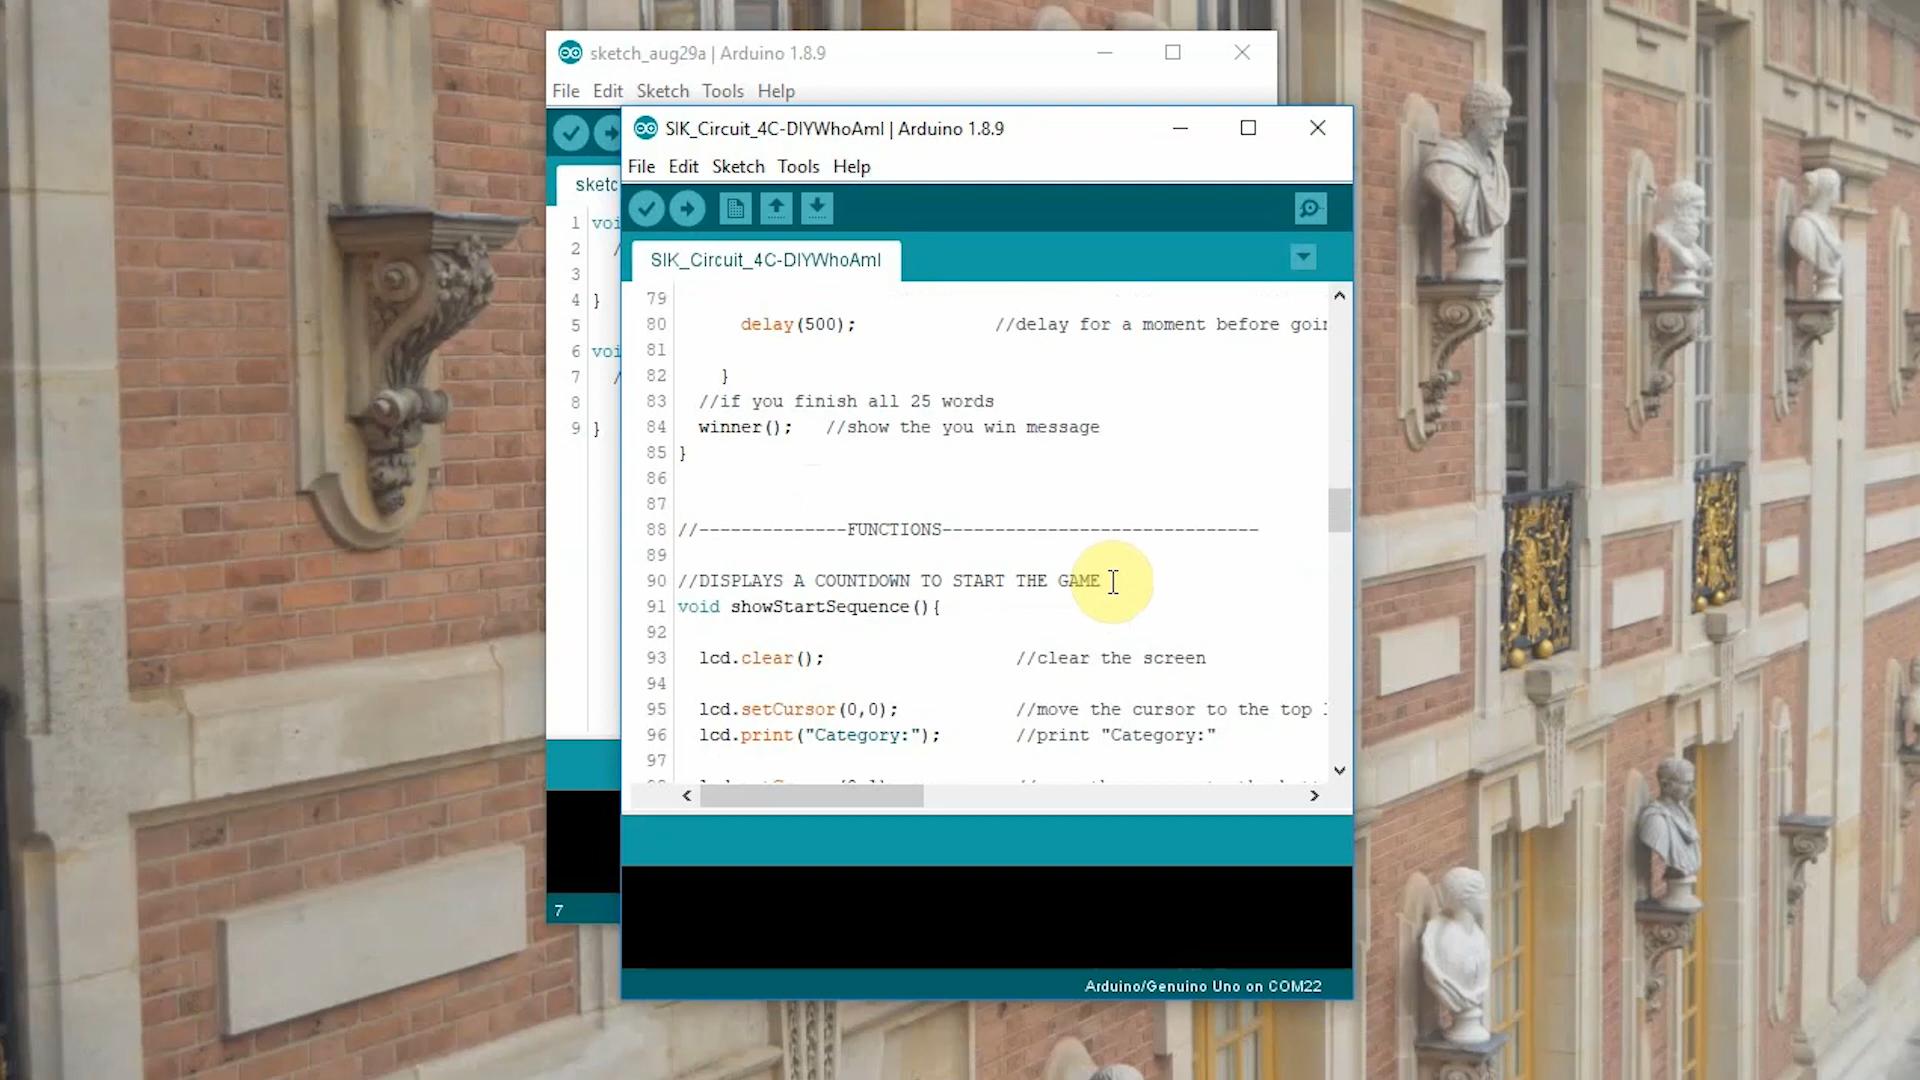 sketch_aug29a | Arduino 1.8.9
File Edit Sketch Tools Help
1 voi
2 /
3
4 }
5
6 voi
7 /
8
9 }
7
SIK_Circuit_4C-DIYWhoAmI | Arduino 1.8.9
File Edit Sketch Tools Help
SIK_Circuit_4C-DIYWhoAmI
79
80 delay(500); //delay for a moment before goin
81
82 }
83 //if you finish all 25 words
84 winner(); //show the you win message
85 }
86
87
88 //--------------FUNCTIONS------------------------------
89
90 //DISPLAYS A COUNTDOWN TO START THE GAME
91 void showStartSequence(){
92
93 lcd.clear(); //clear the screen
94
95 lcd.setCursor(0,0); //move the cursor to the top
96 lcd.print("Category:"); //print "Category:"
97
Arduino/Genuino Uno on COM22